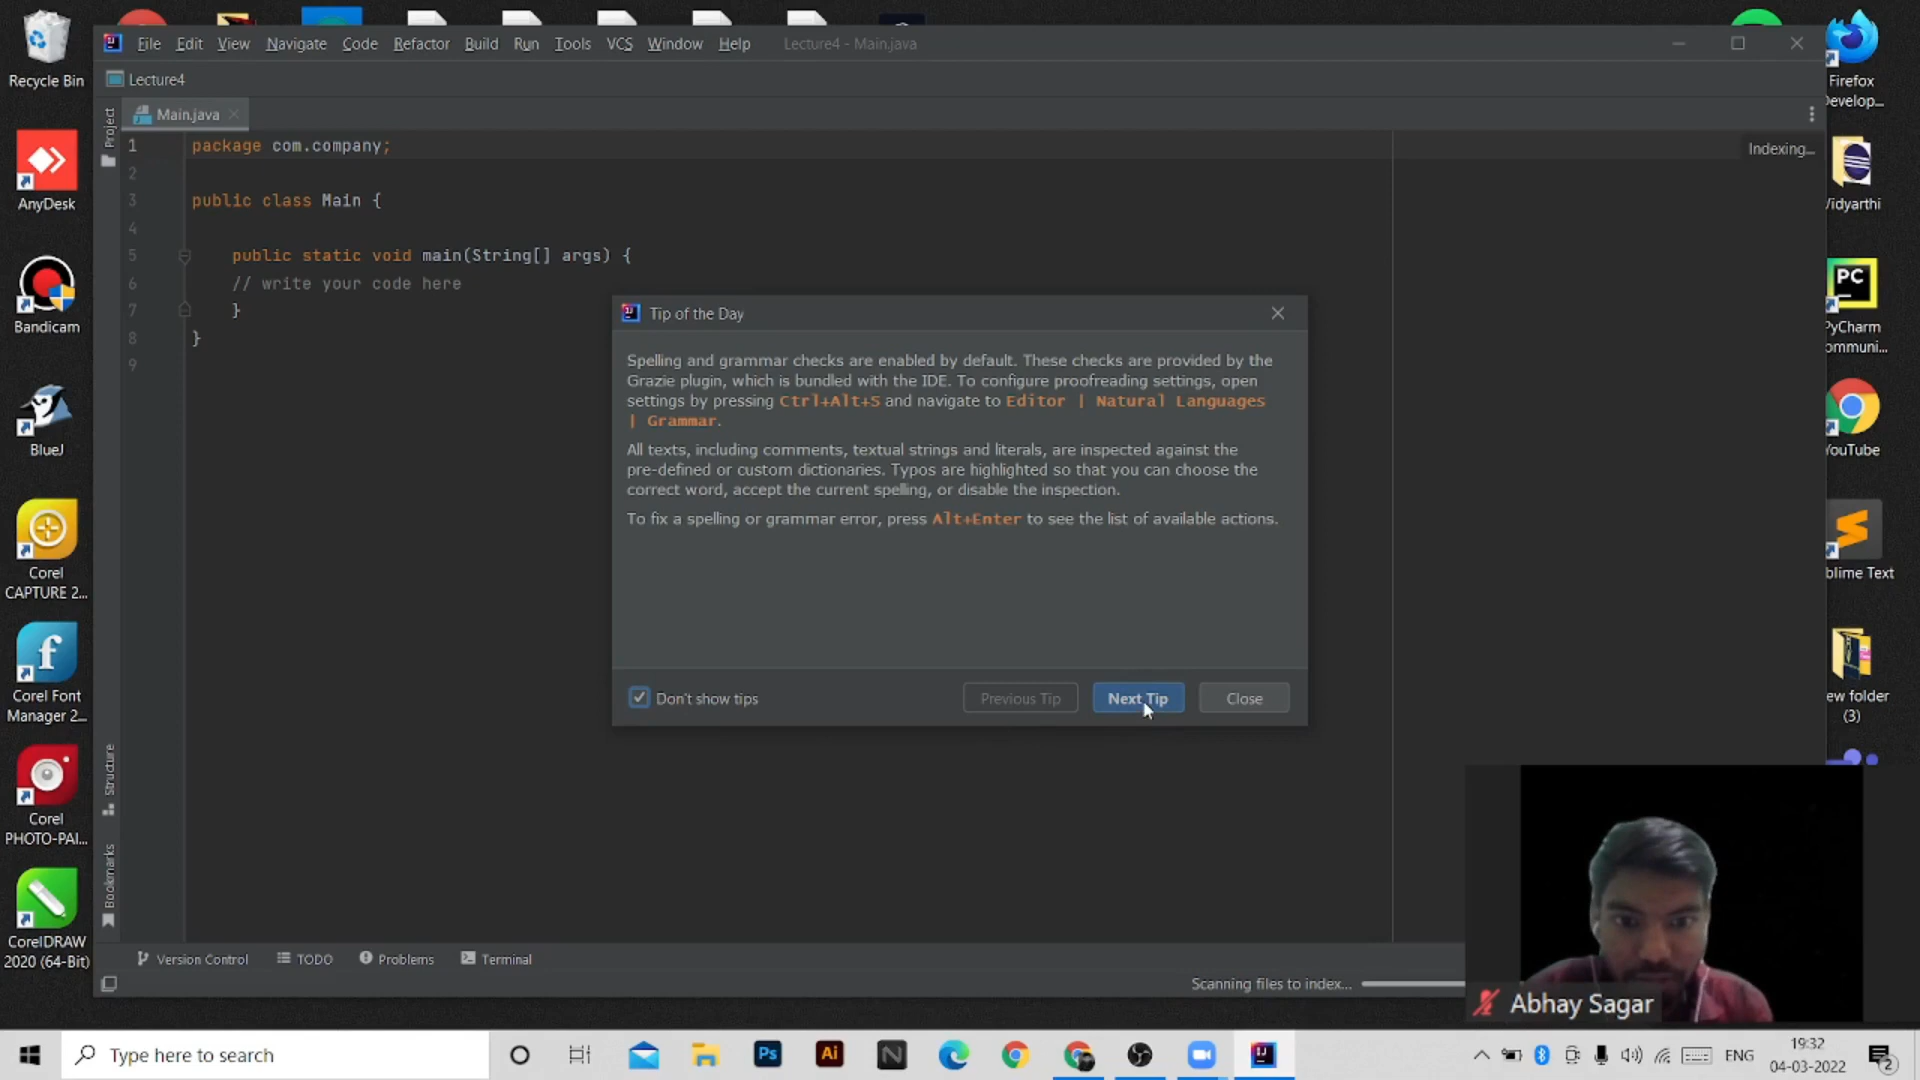 File Edit View Navigate Code Refactor Build Run Tools VCS Window Help Lecture4 - Main.java
Lecture4
Main.java
Indexing...
1 package com.company;
2
3 public class Main {
4
5 public static void main(String[] args) {
6 // write your code here
7 }
8 }
9
Project
Structure
Bookmarks
Tip of the Day
Spelling and grammar checks are enabled by default. These checks are provided by the
Grazie plugin, which is bundled with the IDE. To configure proofreading settings, open
settings by pressing Ctrl+Alt+S and navigate to Editor | Natural Languages
| Grammar.
All texts, including comments, textual strings and literals, are inspected against the
pre-defined or custom dictionaries. Typos are highlighted so that you can choose the
correct word, accept the current spelling, or disable the inspection.
To fix a spelling or grammar error, press Alt+Enter to see the list of available actions.
Don't show tips
Previous Tip
Next Tip
Close
Version Control TODO Problems Terminal
Scanning files to index...
Recycle Bin
AnyDesk
Bandicam
BlueJ
Corel
CAPTURE 2...
Corel Font
Manager 2...
Corel
PHOTO-PAI...
CorelDRAW
2020 (64-Bit)
Firefox
Develop...
Vidyarthi
PC
PyCharm
ommuni...
YouTube
blime Text
ew folder
(3)
Abhay Sagar
Type here to search
Ps
Ai
ENG
19:32
04-03-2022
2